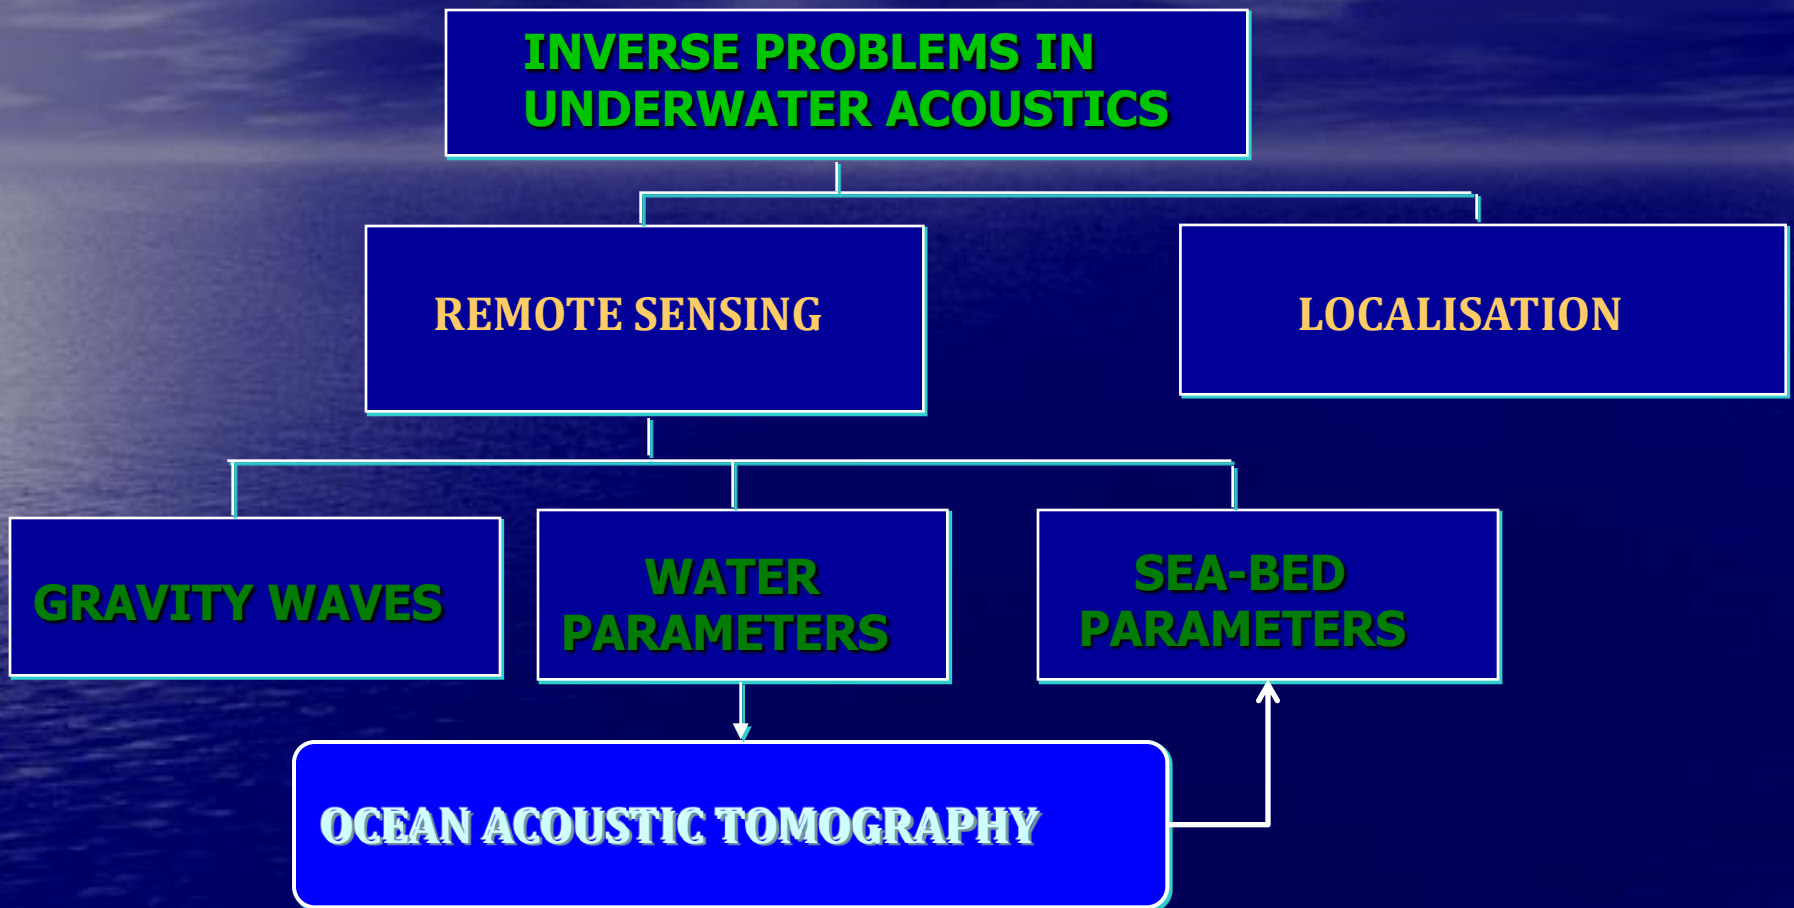 INVERSE PROBLEMS IN
UNDERWATER ACOUSTICS
REMOTE SENSING
LOCALISATION
GRAVITY WAVES
WATER
PARAMETERS
SEA-BED
PARAMETERS
OCEAN ACOUSTIC TOMOGRAPHY